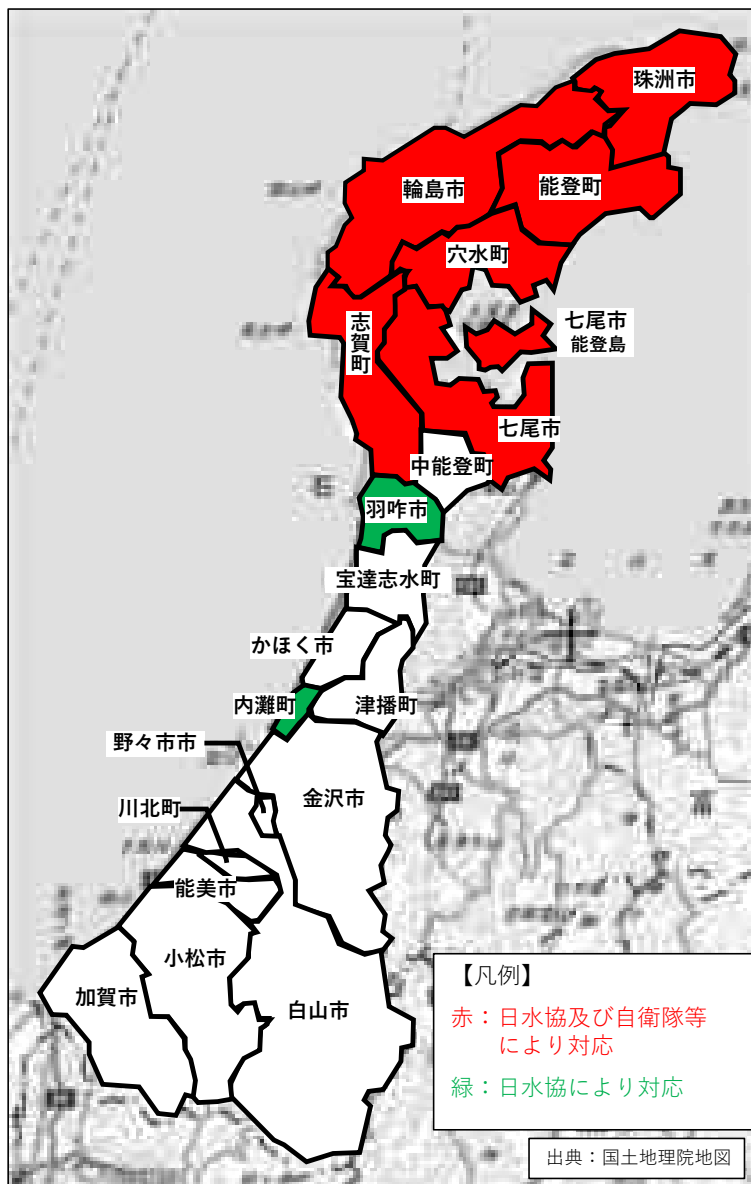 珠洲市
輪島市
能登町
穴水町
七尾市
能登島
志賀町
七尾市
中能登町
羽咋市
宝達志水町
かほく市
内灘町
津播町
野々市市
金沢市
川北町
能美市
小松市
加賀市
白山市
【凡例】
赤：日水協及び自衛隊等
により対応
緑：日水協により対応
出典：国土地理院地図